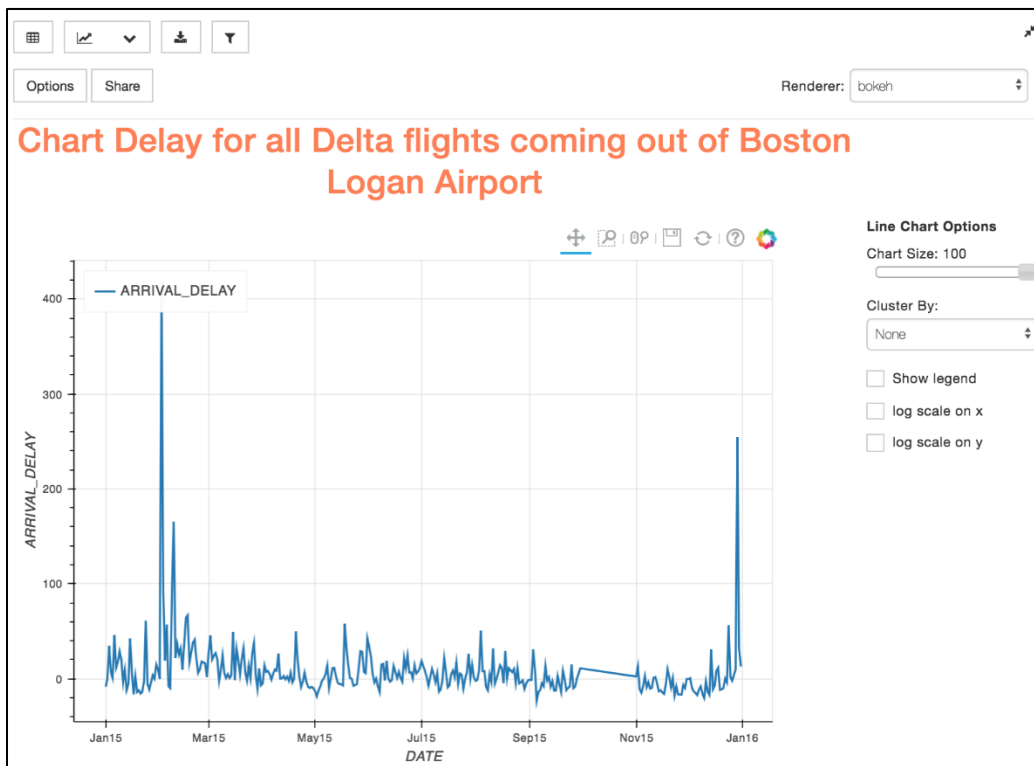 Options
Share
Renderer: bokeh
Chart Delay for all Delta flights coming out of Boston
Logan Airport
Line Chart Options
Chart Size: 100
Cluster By:
None
Show legend
log scale on x
log scale on y
ARRIVAL_DELAY
400
300
200
100
0
ARRIVAL_DELAY
Jan15
Mar15
May15
Jul15
Sep15
Nov15
Jan16
DATE